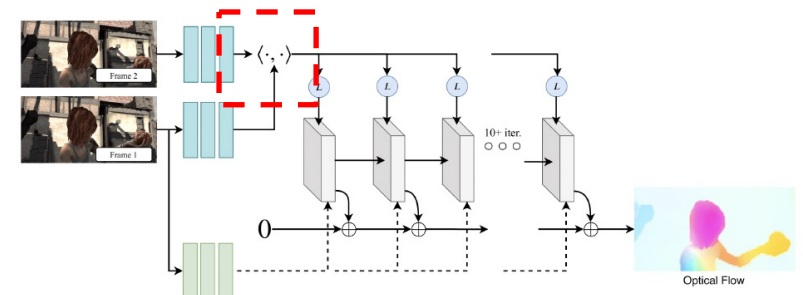 Frame 2
⟨·, ·⟩
L L L L
Frame 1
10+ iter.
0
Optical Flow